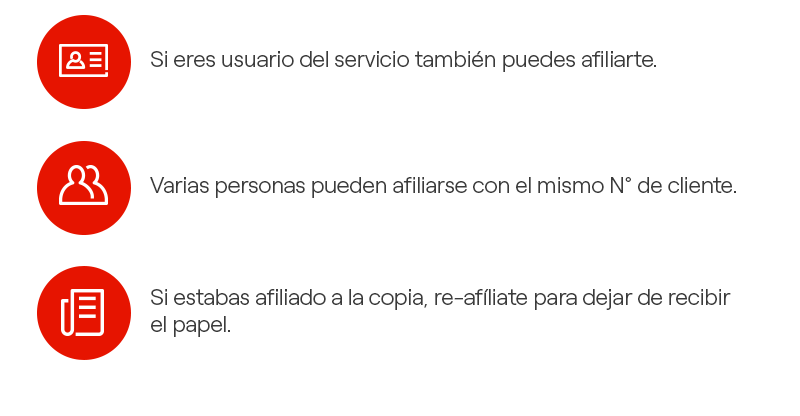 Si eres usuario del servicio también puedes afiliarte.
Varias personas pueden afiliarse con el mismo N° de cliente.
Si estabas afiliado a la copia, re-afíliate para dejar de recibir
el papel.